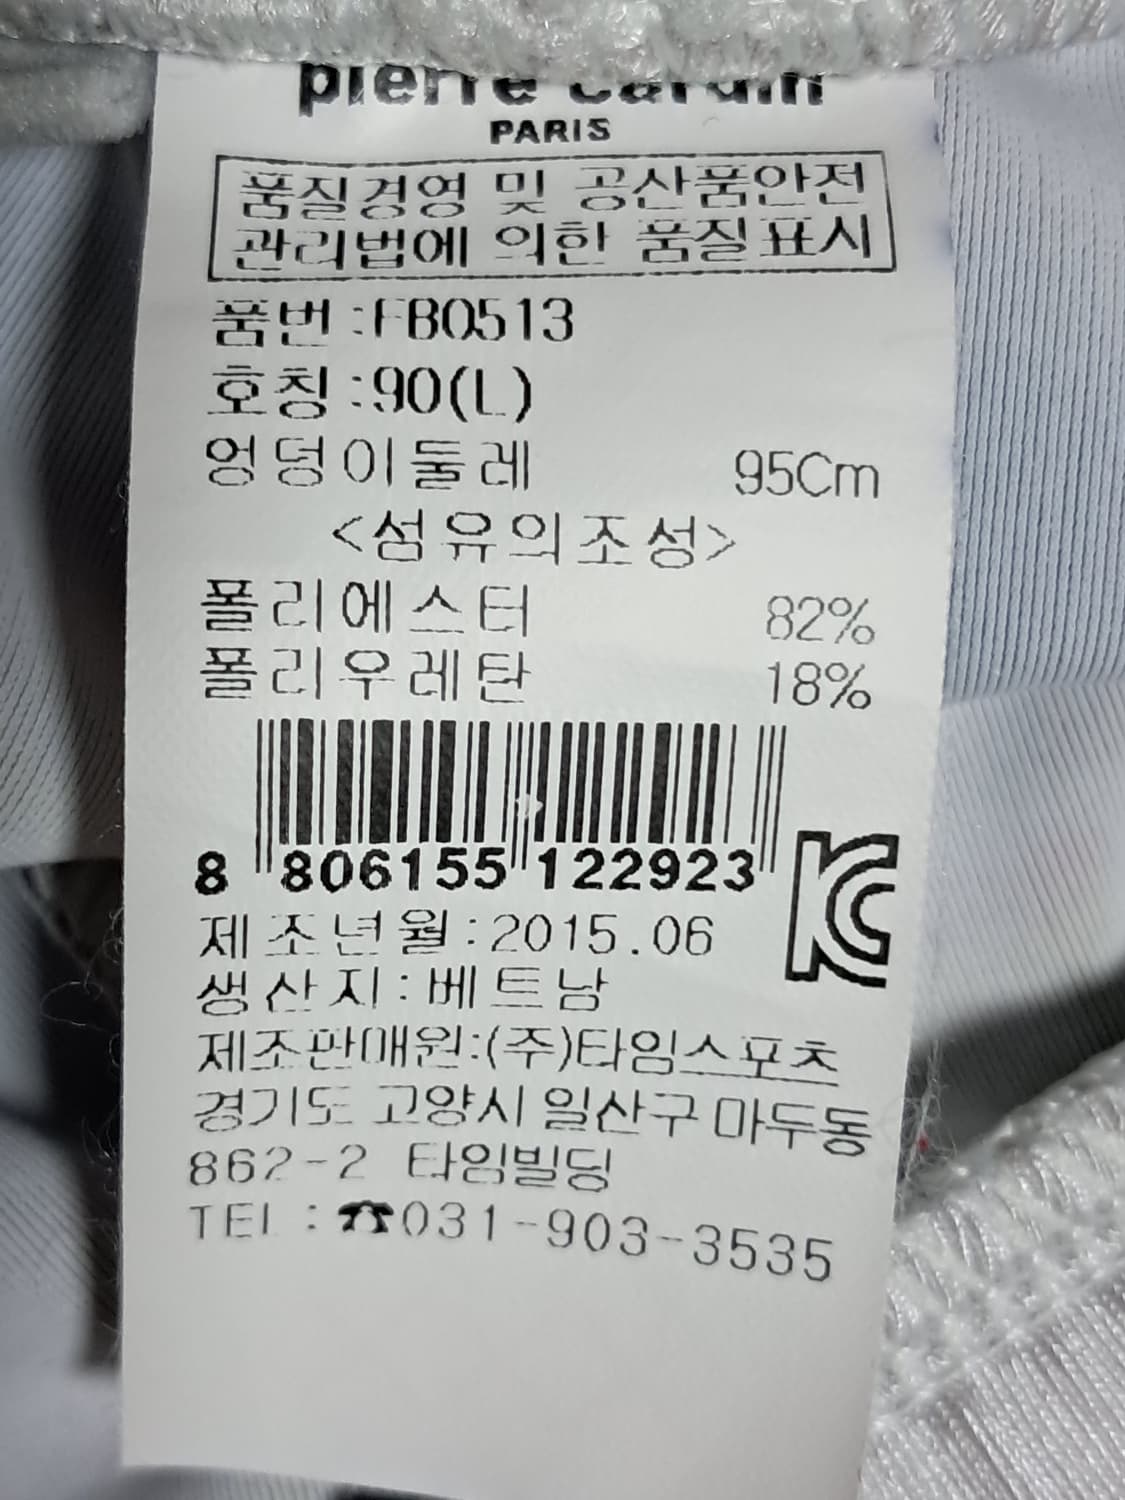 pierre cardin
PARIS
품질경영 및 공산품안전
관리법에 의한 품질표시
품번 :FB0513
호칭 :90(L)
엉덩이둘레 95Cm
<섬유의조성>
폴리에스터 82%
폴리우레탄 18%
8 806155 122923
제조년월:2015.06
생산지:베트남
제조판매원:(주)타임스포츠
경기도 고양시 일산구 마두동
862-2 타임빌딩
TEL :☎031-903-3535